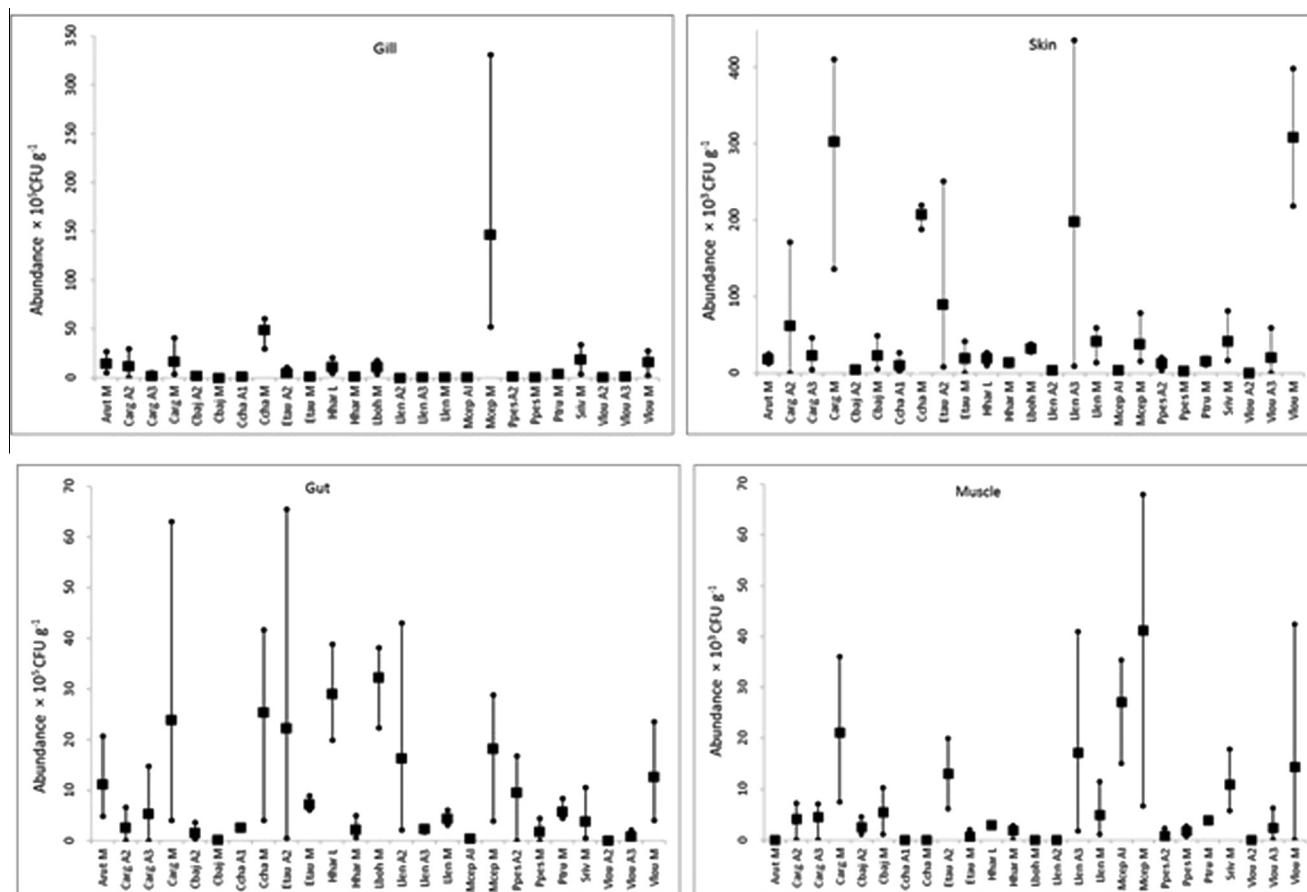 Gill
Abundance × 10⁵CFU g⁻¹
350
300
250
200
150
100
50
0
Arut M
Carg A2
Carg A3
Carg M
Cbaj A2
Cbaj M
Ccha A1
Ccha M
Etau A2
Etau M
Hhar L
Hhar M
Lboh M
Llen A2
Llen A3
Llen M
Mcep AI
Mcep M
Ppes A2
Ppes M
Ptru M
Sriv M
Vlou A2
Vlou A3
Vlou M
Skin
Abundance × 10³ CFU g⁻¹
400
300
200
100
0
Arut M
Carg A2
Carg A3
Carg M
Cbaj A2
Cbaj M
Ccha A1
Ccha M
Etau A2
Etau M
Hhar L
Hhar M
Lboh M
Llen A2
Llen A3
Llen M
Mcep AI
Mcep M
Ppes A2
Ppes M
Ptru M
Sriv M
Vlou A2
Vlou A3
Vlou M
Gut
Abundance × 10⁵ CFU g⁻¹
70
60
50
40
30
20
10
0
Arut M
Carg A2
Carg A3
Carg M
Cbaj A2
Cbaj M
Ccha A1
Ccha M
Etau A2
Etau M
Hhar L
Hhar M
Lboh M
Llen A2
Llen A3
Llen M
Mcep AI
Mcep M
Ppes A2
Ppes M
Ptru M
Sriv M
Vlou A2
Vlou A3
Vlou M
Muscle
Abundance × 10³ CFU g⁻¹
70
60
50
40
30
20
10
0
Arut M
Carg A2
Carg A3
Carg M
Cbaj A2
Cbaj M
Ccha A1
Ccha M
Etau A2
Etau M
Hhar L
Hhar M
Lboh M
Llen A2
Llen A3
Llen M
Mcep AI
Mcep M
Ppes A2
Ppes M
Ptru M
Sriv M
Vlou A2
Vlou A3
Vlou M